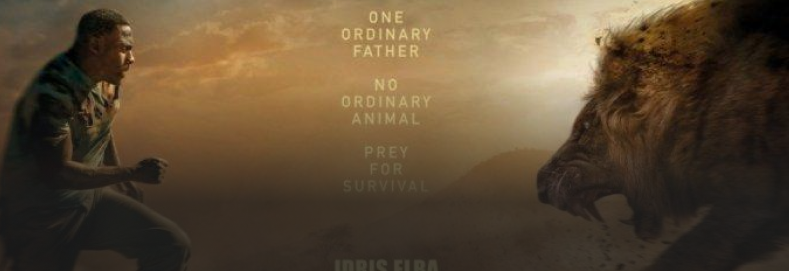 ONE
ORDINARY
FATHER
NO
ORDINARY
ANIMAL
PREY
FOR
SURVIVAL
IDRIS ELBA